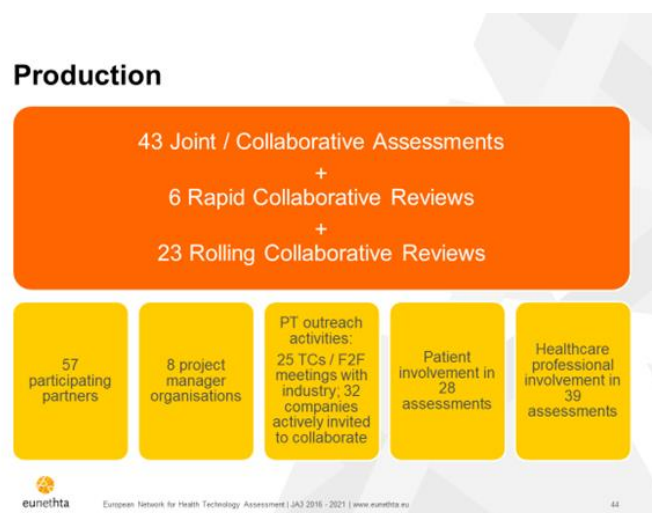 Production
43 Joint / Collaborative Assessments
+
6 Rapid Collaborative Reviews
+
23 Rolling Collaborative Reviews
57
participating
partners
8 project
manager
organisations
PT outreach
activities:
25 TCs / F2F
meetings with
industry; 32
companies
actively invited
to collaborate
Patient
involvement in
28
assessments
Healthcare
professional
involvement in
39
assessments
eunethta
European Network for Health Technology Assessment | JA3 2016 - 2021 | www.eunethta.eu
44